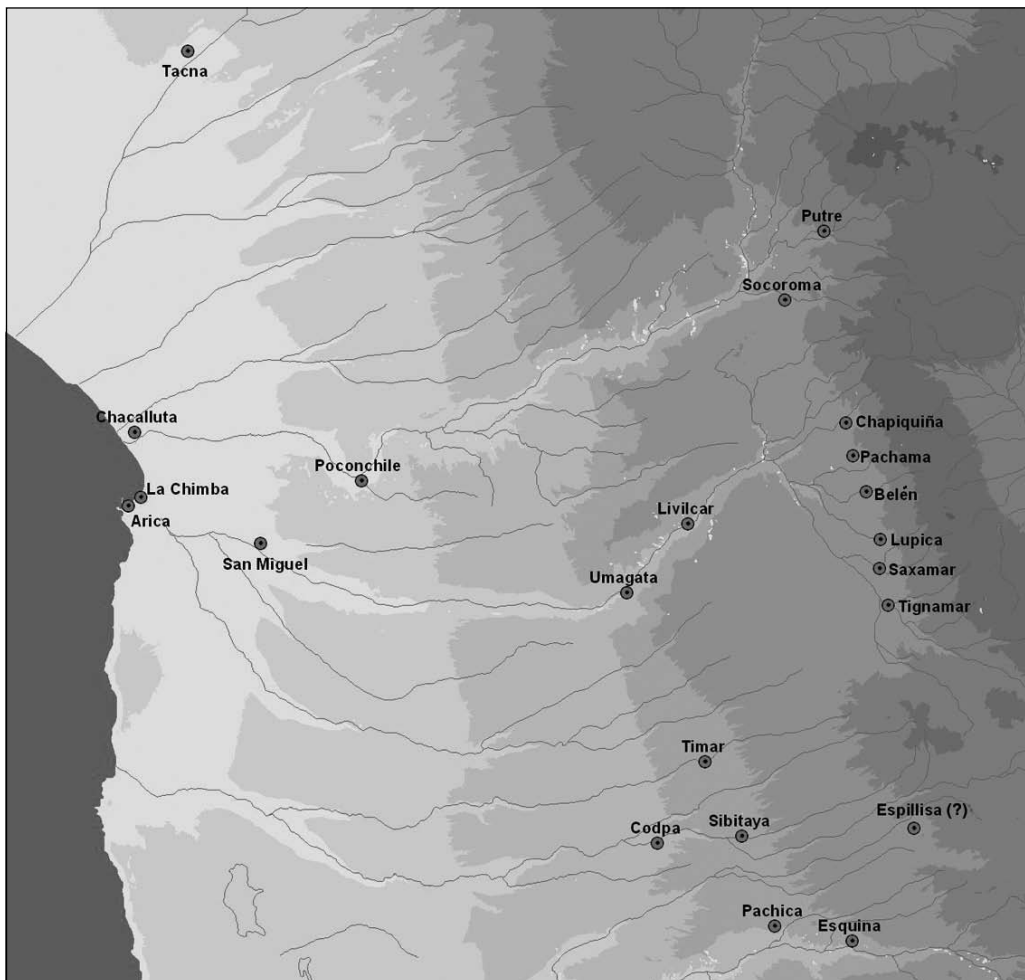 Tacna
Putre
Socoroma
Chacalluta
Chapiquiña
Pachama
Poconchile
La Chimba
Belén
Arica
Livilcar
Lupica
San Miguel
Saxamar
Umagata
Tignamar
Timar
Espillisa (?)
Sibitaya
Codpa
Pachica
Esquina